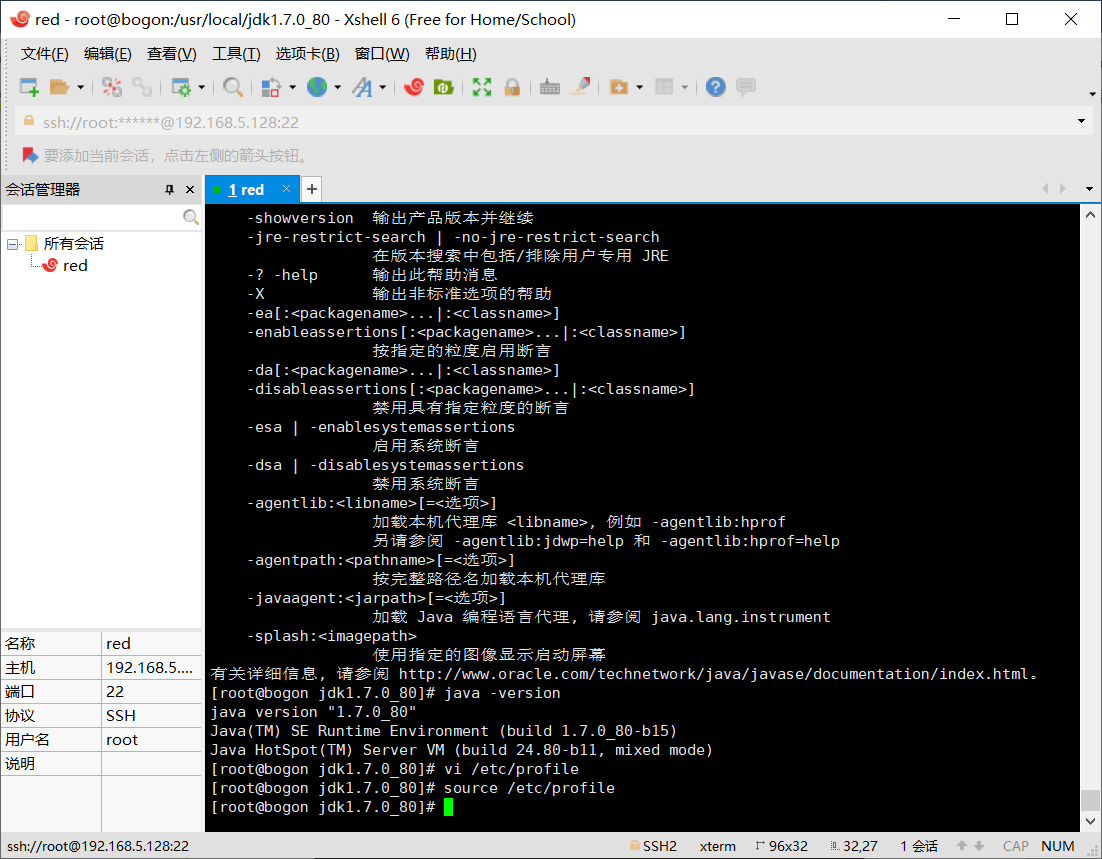 red - root@bogon:/usr/local/jdk1.7.0_80 - Xshell 6 (Free for Home/School)
文件(F) 编辑(E) 查看(V) 工具(T) 选项卡(B) 窗口(W) 帮助(H)
ssh://root:******@192.168.5.128:22
要添加当前会话，点击左侧的箭头按钮。
会话管理器
1 red
所有会话
red
名称 red
主机 192.168.5....
端口 22
协议 SSH
用户名 root
说明
-showversion 输出产品版本并继续
-jre-restrict-search | -no-jre-restrict-search
在版本搜索中包括/排除用户专用 JRE
-? -help 输出此帮助消息
-X 输出非标准选项的帮助
-ea[:<packagename>...|:<classname>]
-enableassertions[:<packagename>...|:<classname>]
按指定的粒度启用断言
-da[:<packagename>...|:<classname>]
-disableassertions[:<packagename>...|:<classname>]
禁用具有指定粒度的断言
-esa | -enablesystemassertions
启用系统断言
-dsa | -disablesystemassertions
禁用系统断言
-agentlib:<libname>[=<选项>]
加载本机代理库 <libname>, 例如 -agentlib:hprof
另请参阅 -agentlib:jdwp=help 和 -agentlib:hprof=help
-agentpath:<pathname>[=<选项>]
按完整路径名加载本机代理库
-javaagent:<jarpath>[=<选项>]
加载 Java 编程语言代理, 请参阅 java.lang.instrument
-splash:<imagepath>
使用指定的图像显示启动屏幕
有关详细信息, 请参阅 http://www.oracle.com/technetwork/java/javase/documentation/index.html。
[root@bogon jdk1.7.0_80]# java -version
java version "1.7.0_80"
Java(TM) SE Runtime Environment (build 1.7.0_80-b15)
Java HotSpot(TM) Server VM (build 24.80-b11, mixed mode)
[root@bogon jdk1.7.0_80]# vi /etc/profile
[root@bogon jdk1.7.0_80]# source /etc/profile
[root@bogon jdk1.7.0_80]#
ssh://root@192.168.5.128:22 SSH2 xterm 96x32 32,27 1 会话 CAP NUM